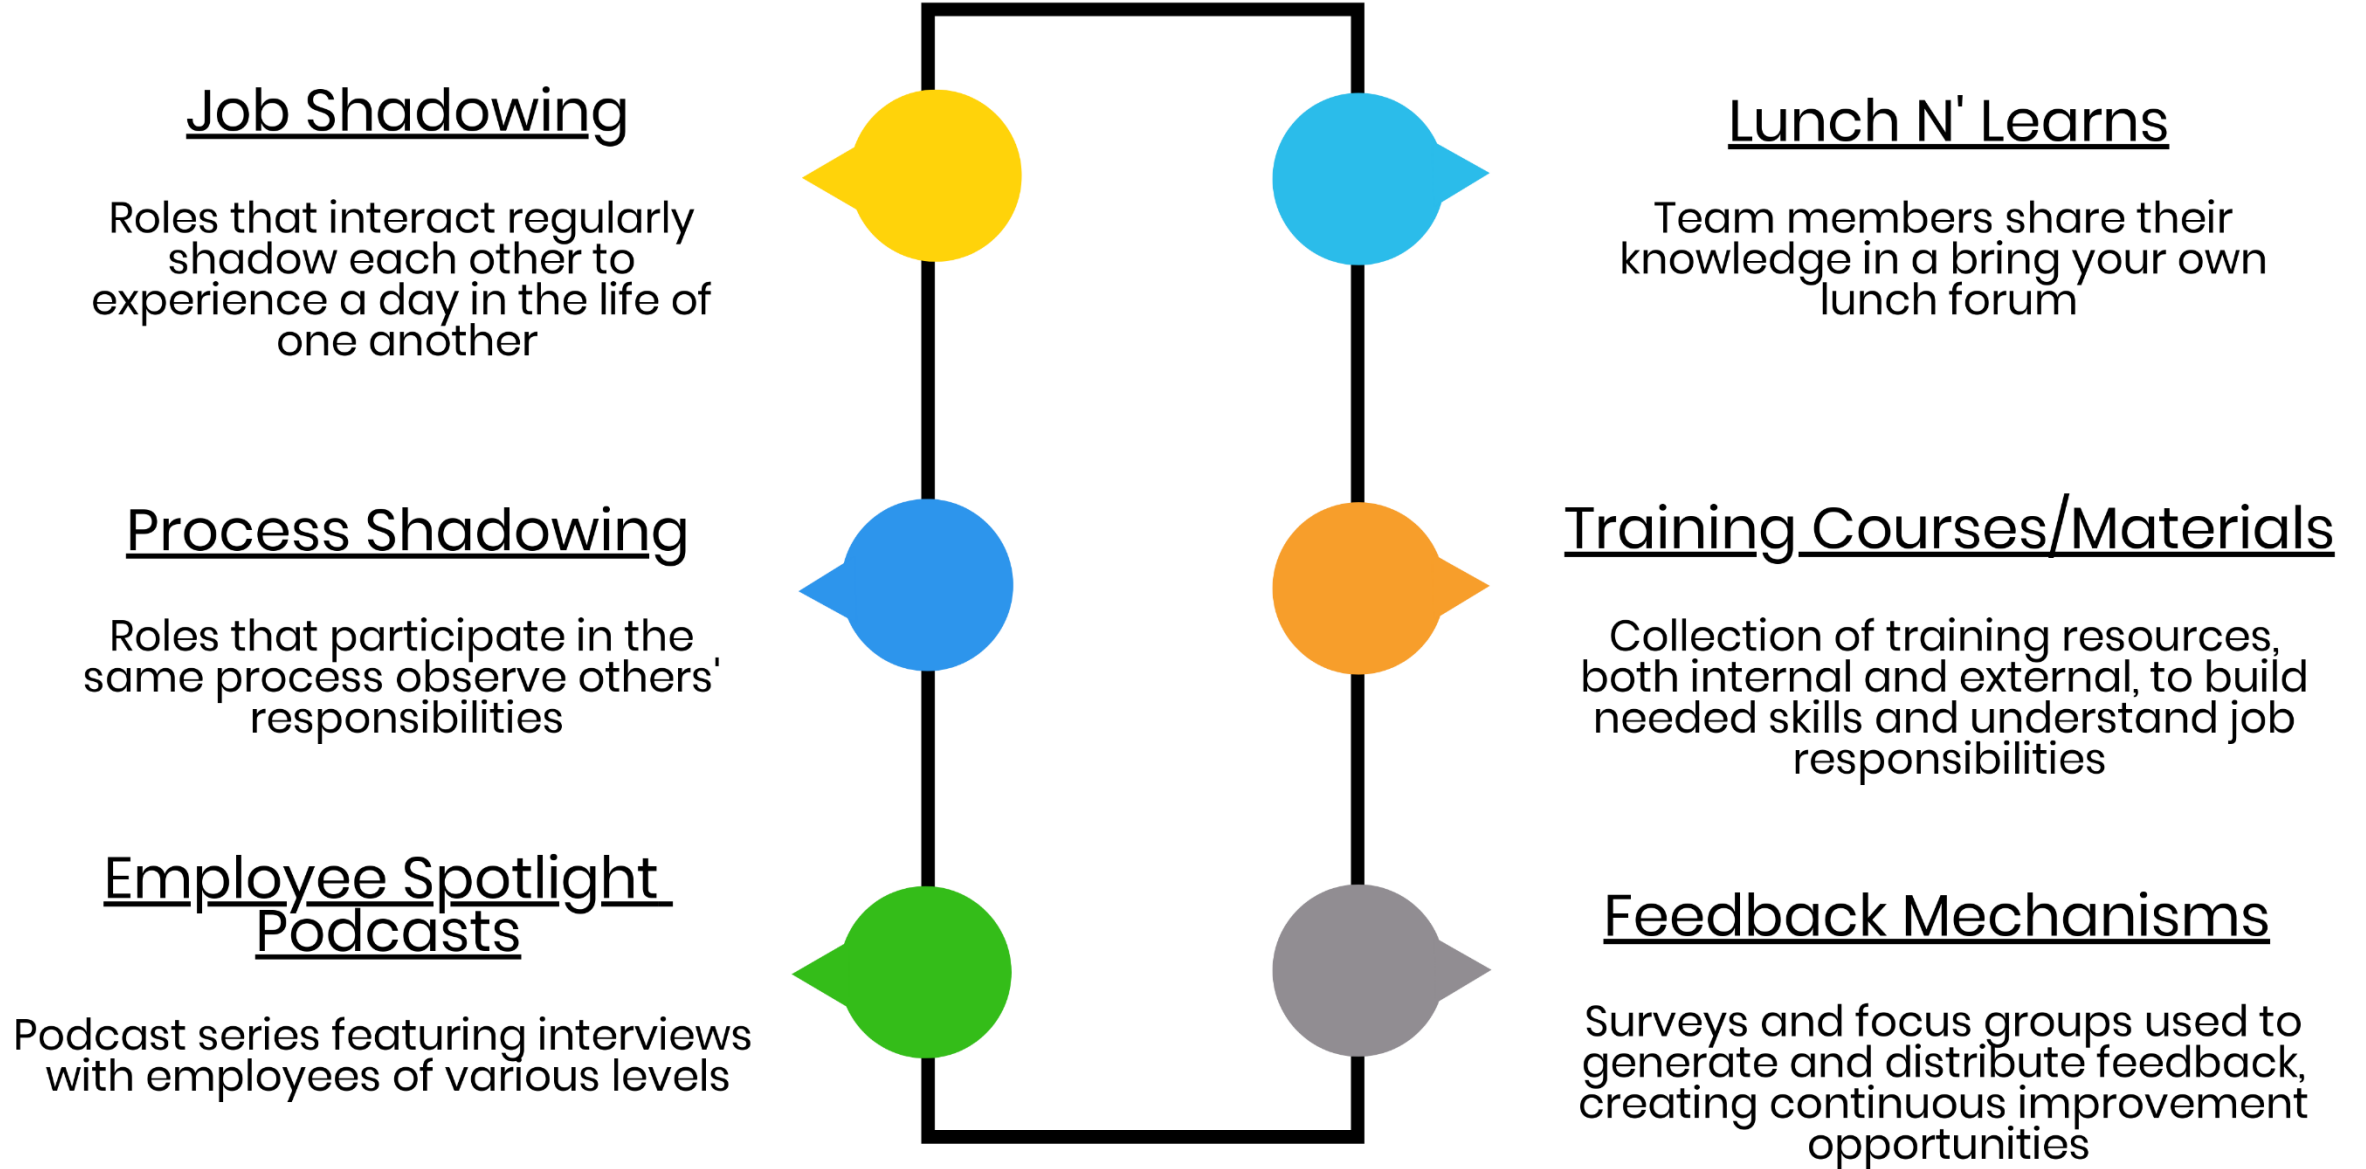 Job Shadowing
Roles that interact regularly
shadow each other to
experience a day in the life of
one another
Process Shadowing
Roles that participate in the
same process observe others'
responsibilities
Employee Spotlight
Podcasts
Podcast series featuring interviews
with employees of various levels
Lunch N' Learns
Team members share their
knowledge in a bring your own
lunch forum
Training Courses/Materials
Collection of training resources,
both internal and external, to build
needed skills and understand job
responsibilities
Feedback Mechanisms
Surveys and focus groups used to
generate and distribute feedback,
creating continuous improvement
opportunities